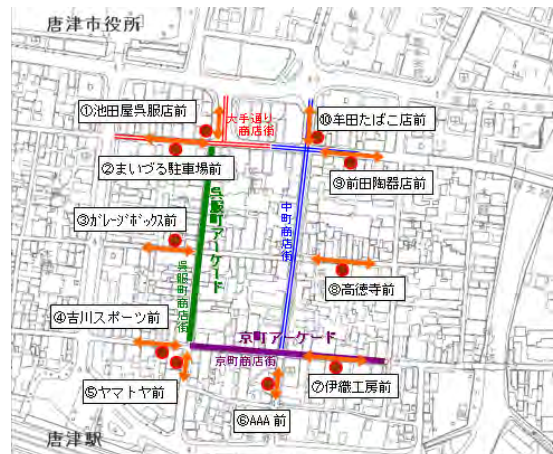 唐津市役所
①池田屋呉服店前
大手通り
商店街
⑩牟田たばこ店前
②まいづる駐車場前
⑨前田陶器店前
呉服町アーケード
中町商店街
③ガレージボックス前
呉服町商店街
⑧高徳寺前
④吉川スポーツ前
京町アーケード
京町商店街
⑤ヤマトヤ前
⑦伊織工房前
⑥AAA前
唐津駅